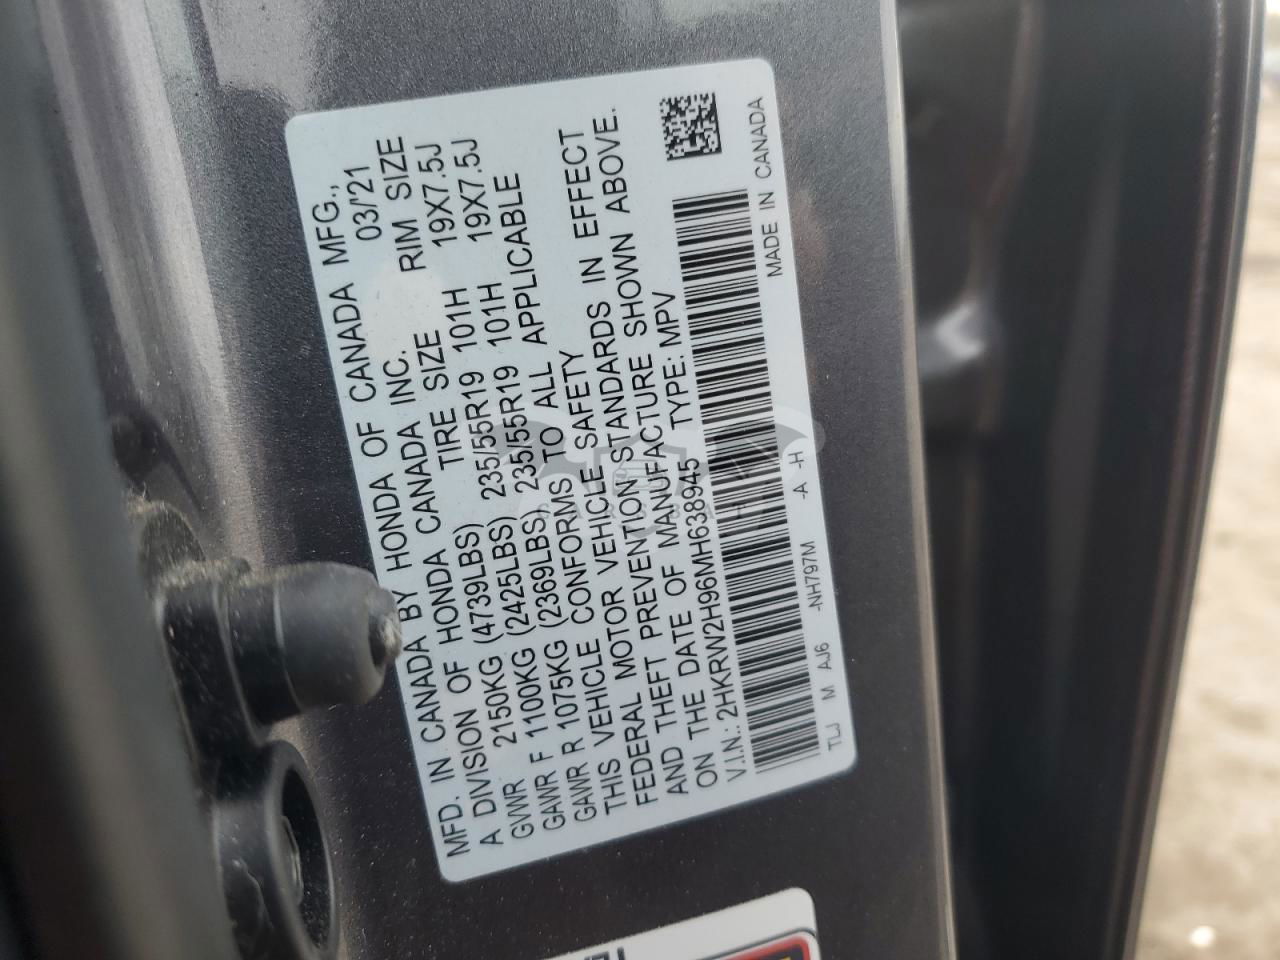 MFD. IN CANADA BY HONDA OF CANADA MFG.,
A DIVISION OF HONDA CANADA INC. 03/'21
TIRE SIZE RIM SIZE
GVWR 2150KG (4739LBS)
GAWR F 1100KG (2425LBS) 235/55R19 101H 19X7.5J
GAWR R 1075KG (2369LBS) 235/55R19 101H 19X7.5J
THIS VEHICLE CONFORMS TO ALL APPLICABLE
FEDERAL MOTOR VEHICLE SAFETY
AND THEFT PREVENTION STANDARDS IN EFFECT
ON THE DATE OF MANUFACTURE SHOWN ABOVE.
V.I.N.: 2HKRW2H96MH638945 TYPE: MPV
TLJ M AJ6 -NH797M -A -H MADE IN CANADA